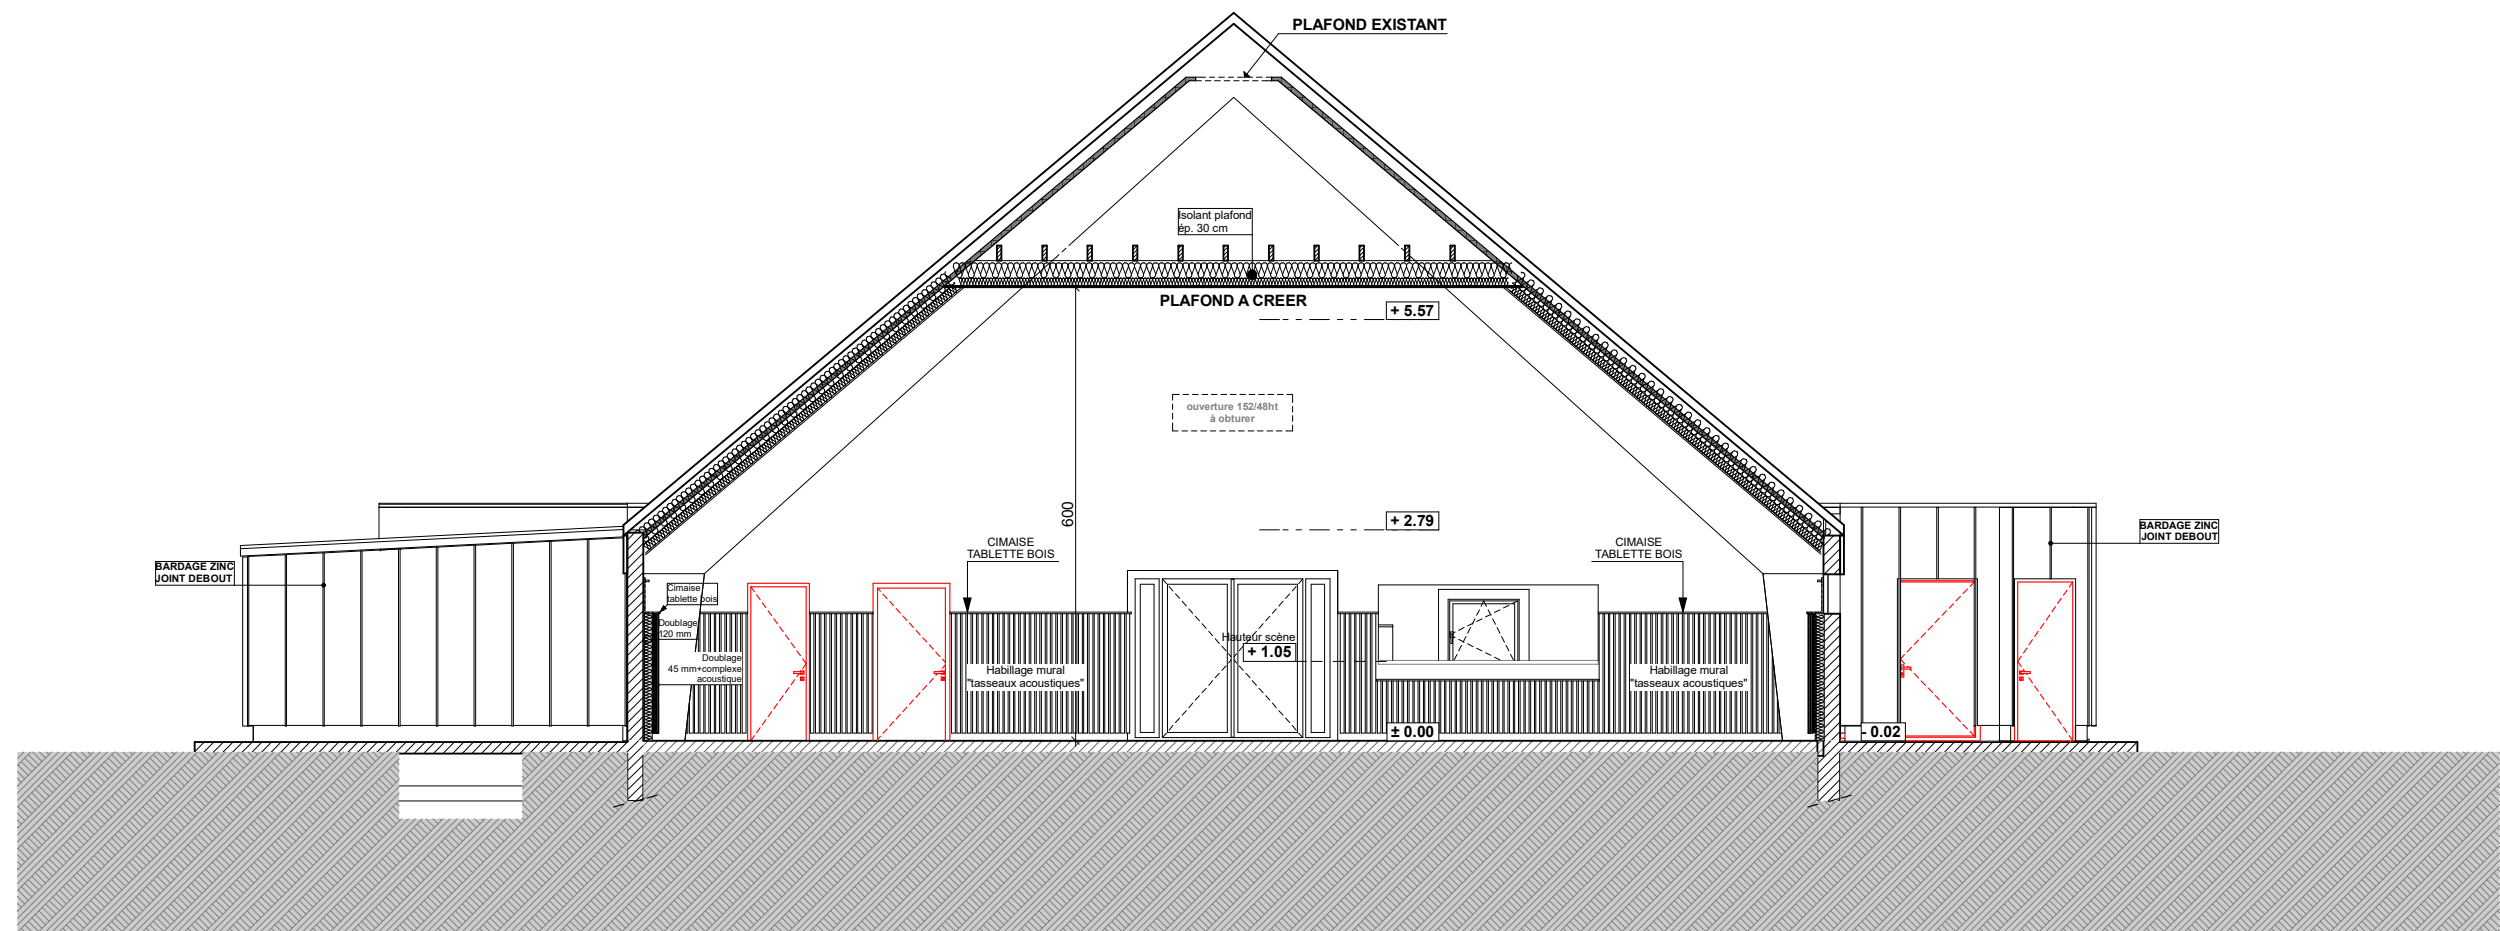 PLAFOND EXISTANT
Isolant plafond
ép. 30 cm
PLAFOND A CREER
+ 5.57
ouverture 152/48ht
à obturer
600
+ 2.79
CIMAISE
TABLETTE BOIS
CIMAISE
TABLETTE BOIS
BARDAGE ZINC
JOINT DEBOUT
BARDAGE ZINC
JOINT DEBOUT
Cimaise
tablette bois
Doublage
120 mm
Doublage
45 mm+complexe
acoustique
Hauteur scène
+ 1.05
Habillage mural
"tasseaux acoustiques"
Habillage mural
"tasseaux acoustiques"
± 0.00
- 0.02